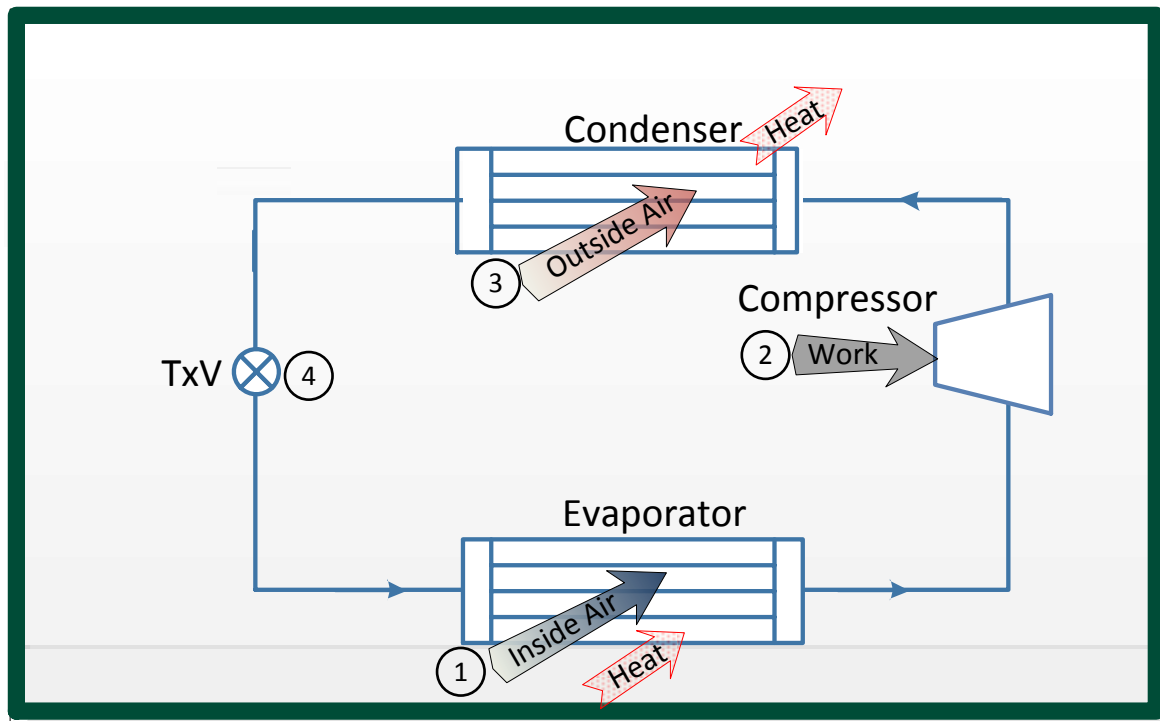 Condenser
Heat
Outside Air
3
Compressor
2
Work
TxV
4
Evaporator
Inside Air
1
Heat